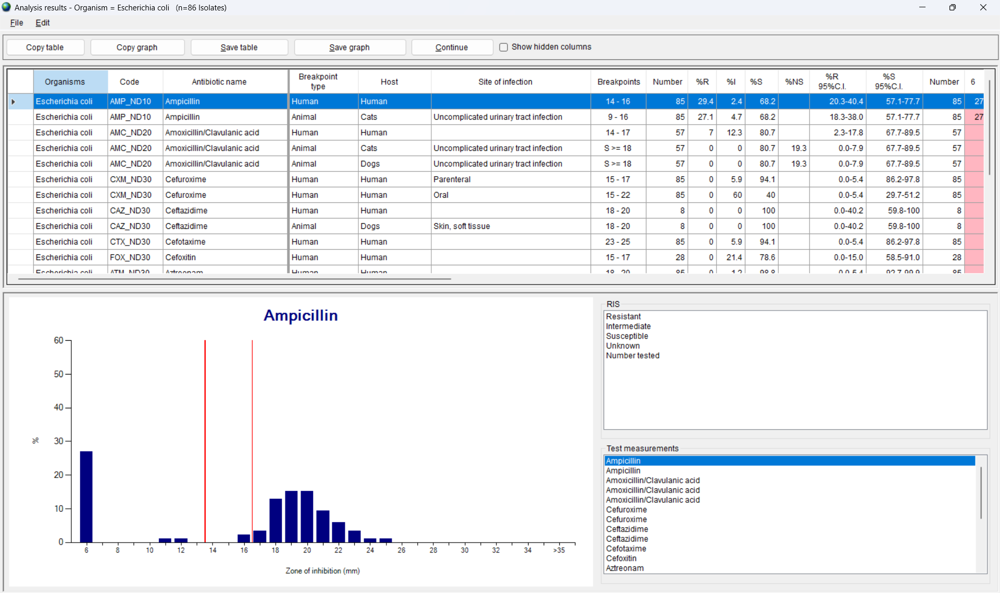 Analysis results - Organism = Escherichia coli (n=86 Isolates)
File Edit
Copy table Copy graph Save table Save graph Continue Show hidden columns
Organisms Code Antibiotic name Breakpoint type Host Site of infection Breakpoints Number %R %I %S %NS %R 95%C.I. %S 95%C.I. Number 6
Escherichia coli AMP_ND10 Ampicillin Human Human 14 - 16 85 29.4 2.4 68.2 20.3-40.4 57.1-77.7 85 27
Escherichia coli AMP_ND10 Ampicillin Animal Cats Uncomplicated urinary tract infection 9 - 16 85 27.1 4.7 68.2 18.3-38.0 57.1-77.7 85 27
Escherichia coli AMC_ND20 Amoxicillin/Clavulanic acid Human Human 14 - 17 57 7 12.3 80.7 2.3-17.8 67.7-89.5 57
Escherichia coli AMC_ND20 Amoxicillin/Clavulanic acid Animal Cats Uncomplicated urinary tract infection S >= 18 57 0 0 80.7 19.3 0.0-7.9 67.7-89.5 57
Escherichia coli AMC_ND20 Amoxicillin/Clavulanic acid Animal Dogs Uncomplicated urinary tract infection S >= 18 57 0 0 80.7 19.3 0.0-7.9 67.7-89.5 57
Escherichia coli CXM_ND30 Cefuroxime Human Human Parenteral 15 - 17 85 0 5.9 94.1 0.0-5.4 86.2-97.8 85
Escherichia coli CXM_ND30 Cefuroxime Human Human Oral 15 - 22 85 0 60 40 0.0-5.4 29.7-51.2 85
Escherichia coli CAZ_ND30 Ceftazidime Human Human 18 - 20 8 0 0 100 0.0-40.2 59.8-100 8
Escherichia coli CAZ_ND30 Ceftazidime Animal Dogs Skin, soft tissue 18 - 20 8 0 0 100 0.0-40.2 59.8-100 8
Escherichia coli CTX_ND30 Cefotaxime Human Human 23 - 25 85 0 5.9 94.1 0.0-5.4 86.2-97.8 85
Escherichia coli FOX_ND30 Cefoxitin Human Human 15 - 17 28 0 21.4 78.6 0.0-15.0 58.5-91.0 28
Escherichia coli ATM_ND30 Aztreonam Human Human 18 - 20 85 0 1.2 98.8 0.0-5.4 92.7-99.9 85
Ampicillin
60
50
40
30
20
10
0
%
6 8 10 12 14 16 18 20 22 24 26 28 30 32 34 >35
Zone of inhibition (mm)
RIS
Resistant
Intermediate
Susceptible
Unknown
Number tested
Test measurements
Ampicillin
Ampicillin
Amoxicillin/Clavulanic acid
Amoxicillin/Clavulanic acid
Amoxicillin/Clavulanic acid
Cefuroxime
Cefuroxime
Ceftazidime
Ceftazidime
Cefotaxime
Cefoxitin
Aztreonam